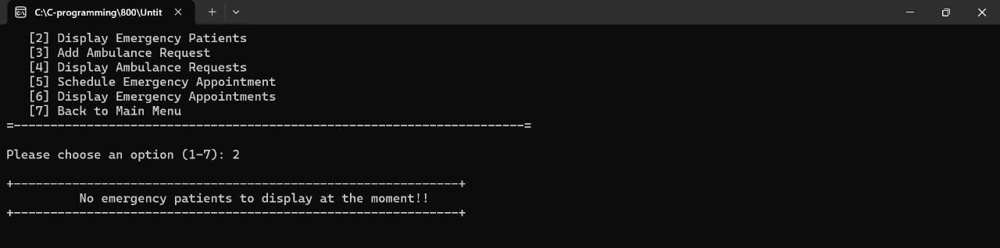 C:\C-programming\800\Untit
[2] Display Emergency Patients
[3] Add Ambulance Request
[4] Display Ambulance Requests
[5] Schedule Emergency Appointment
[6] Display Emergency Appointments
[7] Back to Main Menu
=----------------------------------------------------------------------=
Please choose an option (1-7): 2
+-------------------------------------------------------------+
No emergency patients to display at the moment!!
+-------------------------------------------------------------+